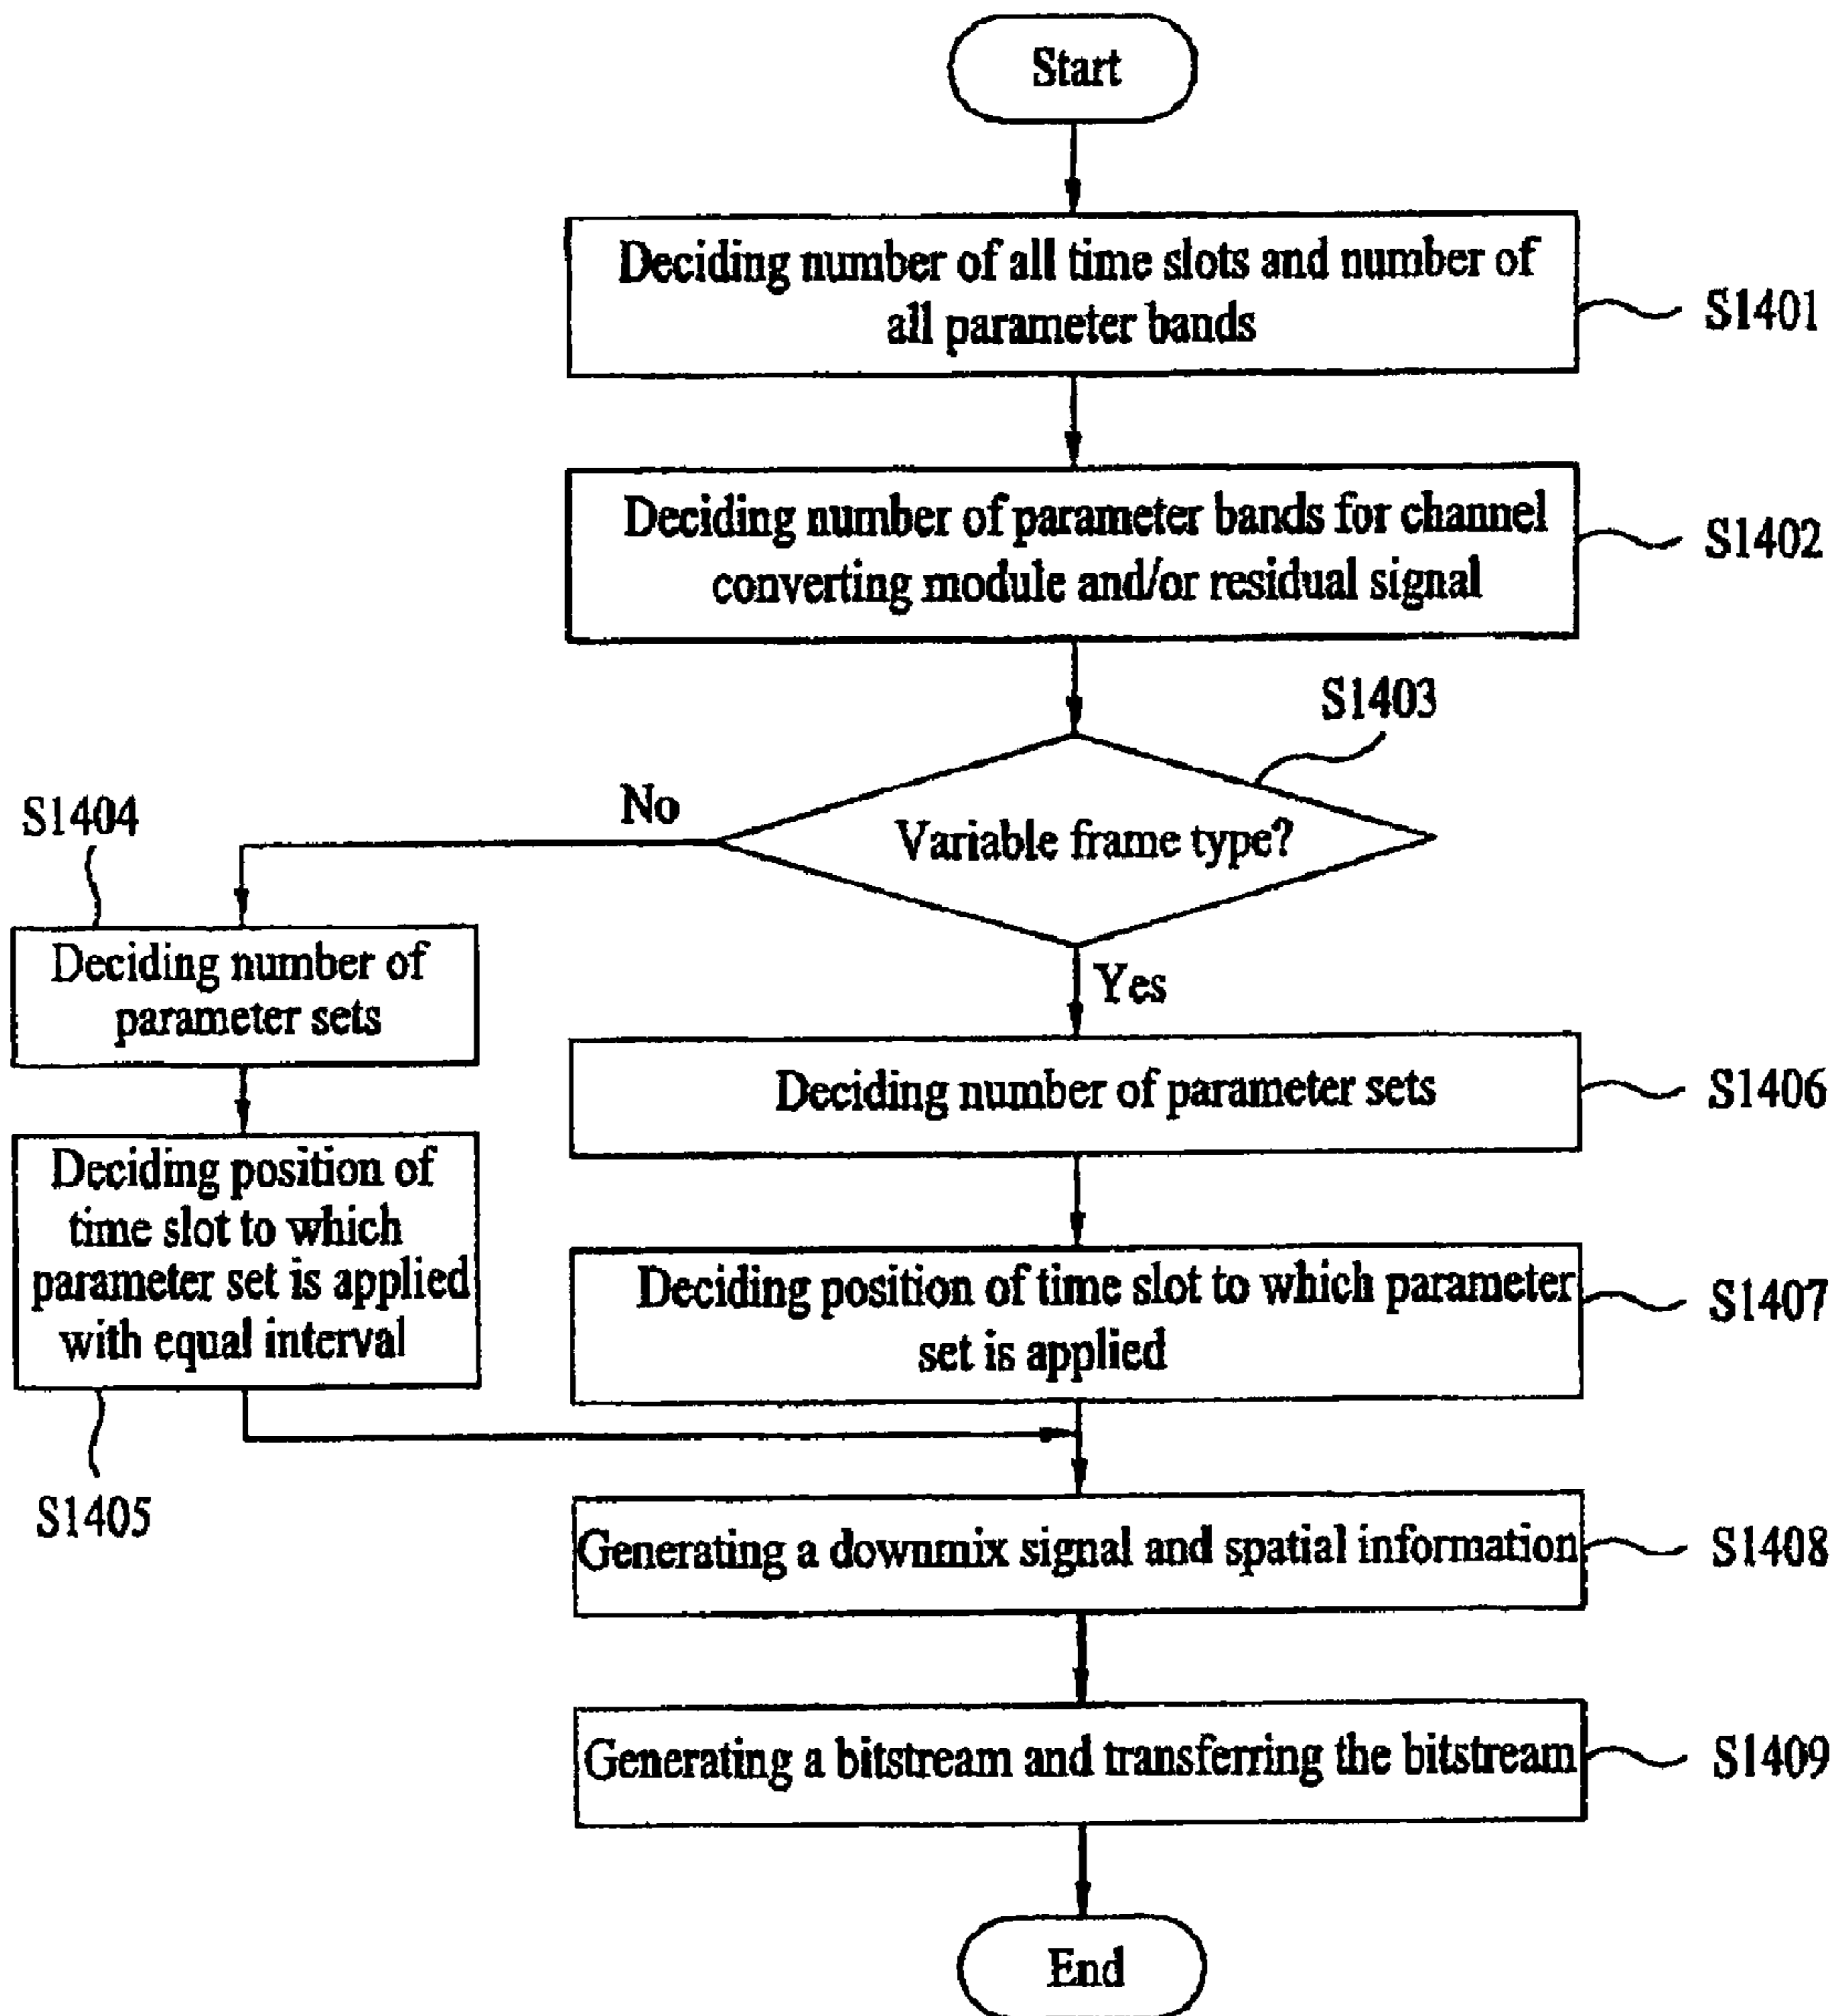 Start
Deciding number of all time slots and number of
all parameter bands
S1401
Deciding number of parameter bands for channel
converting module and/or residual signal
S1402
S1403
Variable frame type?
No
Yes
S1404
Deciding number of
parameter sets
Deciding position of
time slot to which
parameter set is applied
with equal interval
S1405
Deciding number of parameter sets
S1406
Deciding position of time slot to which parameter
set is applied
S1407
Generating a downmix signal and spatial information
S1408
Generating a bitstream and transferring the bitstream
S1409
End